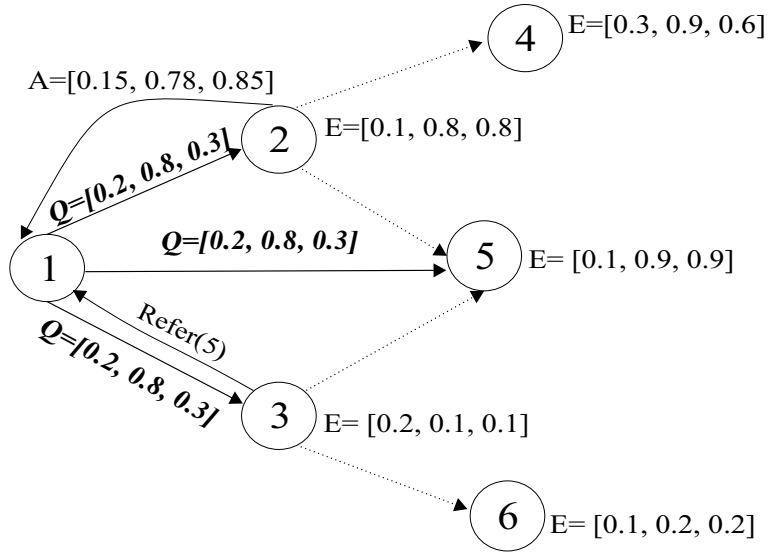 4
E=[0.3, 0.9, 0.6]
A=[0.15, 0.78, 0.85]
2
E=[0.1, 0.8, 0.8]
Q=[0.2, 0.8, 0.3]
Q=[0.2, 0.8, 0.3]
1
5
E= [0.1, 0.9, 0.9]
Refer(5)
Q=[0.2, 0.8, 0.3]
3
E= [0.2, 0.1, 0.1]
6
E= [0.1, 0.2, 0.2]